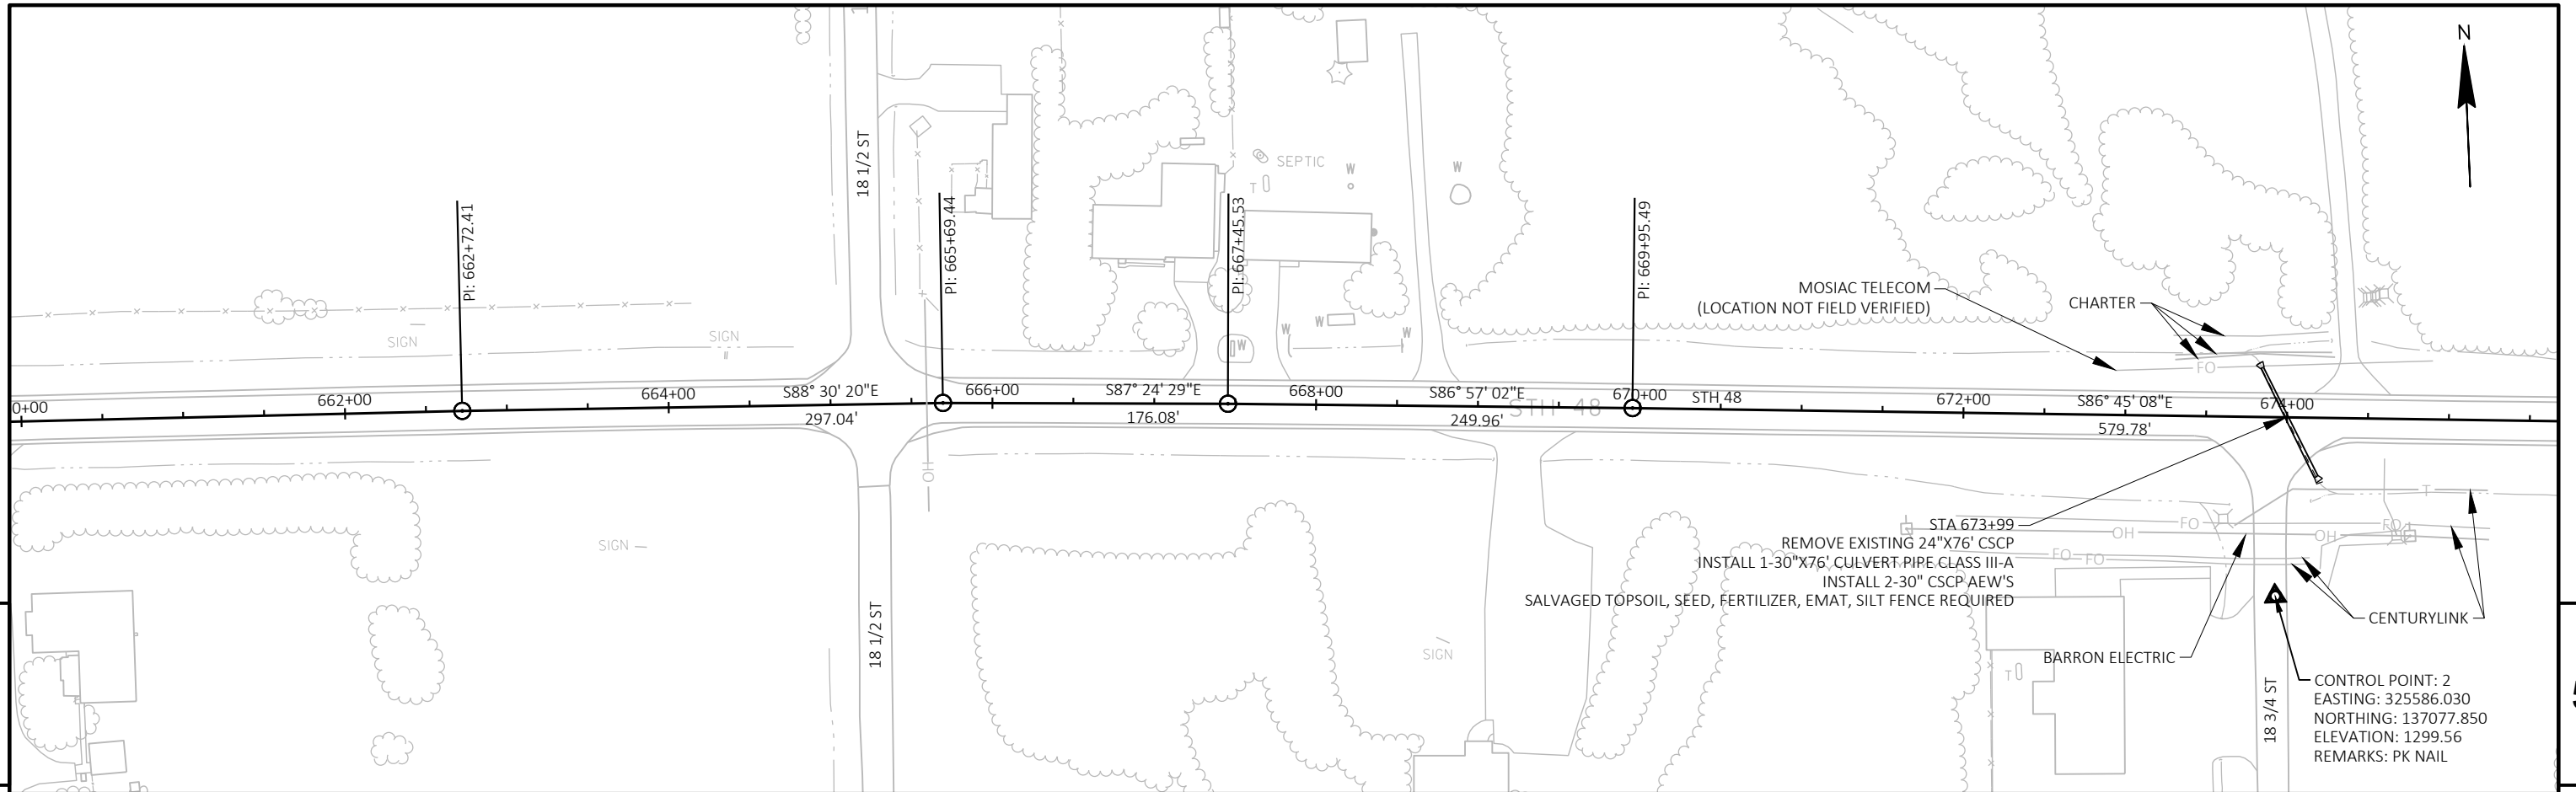 N
18 1/2 ST
SEPTIC
T
W
W
PI: 662+72.41
PI: 665+69.44
PI: 667+45.53
PI: 669+95.49
MOSIAC TELECOM
(LOCATION NOT FIELD VERIFIED)
CHARTER
SIGN
SIGN
W
W
W
W
FO
0+00
662+00
664+00
S88° 30' 20"E
297.04'
666+00
S87° 24' 29"E
176.08'
668+00
S86° 57' 02"E
249.96'
670+00
STH 48
STH 48
672+00
S86° 45' 08"E
579.78'
674+00
OH
SIGN
T
FO
FO
OH
OH
FO
FO
STA 673+99
REMOVE EXISTING 24"X76' CSCP
INSTALL 1-30"X76' CULVERT PIPE CLASS III-A
INSTALL 2-30" CSCP AEW'S
SALVAGED TOPSOIL, SEED, FERTILIZER, EMAT, SILT FENCE REQUIRED
CENTURYLINK
18 1/2 ST
SIGN
BARRON ELECTRIC
T
18 3/4 ST
CONTROL POINT: 2
EASTING: 325586.030
NORTHING: 137077.850
ELEVATION: 1299.56
REMARKS: PK NAIL